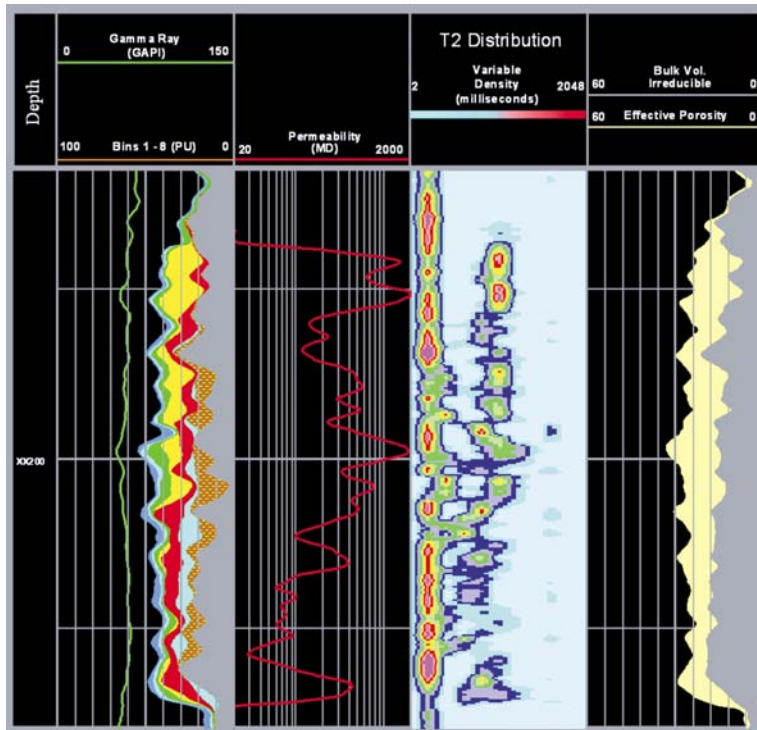 Depth
Gamma Ray
(GAPI)
0 150
100 Bins 1 - 8 (PU) 0
Permeability
(MD)
20 2000
T2 Distribution
Variable
Density
(milliseconds)
2 2048
Bulk Vol.
Irreducible
60 0
Effective Porosity
60 0
XX200